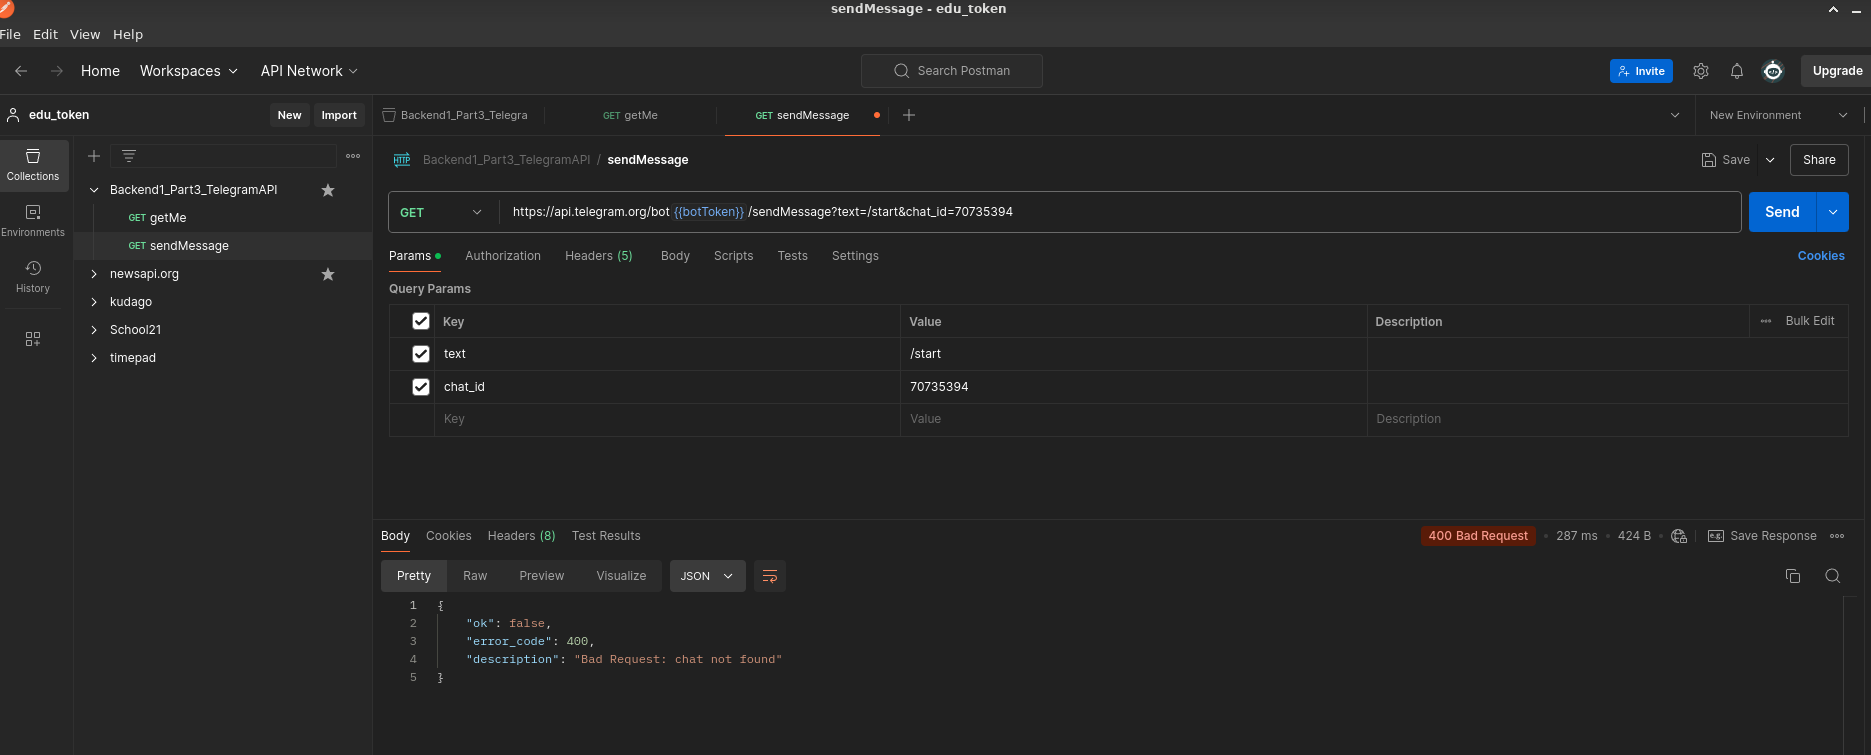 sendMessage - edu_token
File Edit View Help
Home Workspaces API Network Search Postman Invite Upgrade
edu_token New Import Backend1_Part3_Telegra GET getMe GET sendMessage New Environment
Collections
Environments
History
Backend1_Part3_TelegramAPI
GET getMe
GET sendMessage
newsapi.org
kudago
School21
timepad
HTTP Backend1_Part3_TelegramAPI / sendMessage Save Share
GET https://api.telegram.org/bot {{botToken}} /sendMessage?text=/start&chat_id=70735394 Send
Params Authorization Headers (5) Body Scripts Tests Settings Cookies
Query Params
Key Value Description Bulk Edit
text /start
chat_id 70735394
Key Value Description
Body Cookies Headers (8) Test Results 400 Bad Request 287 ms 424 B e.g. Save Response
Pretty Raw Preview Visualize JSON
1 {
2 "ok": false,
3 "error_code": 400,
4 "description": "Bad Request: chat not found"
5 }